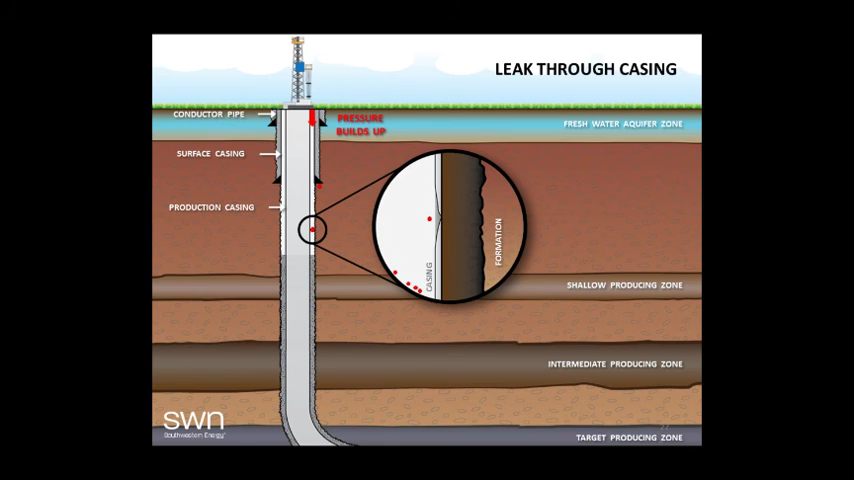 LEAK THROUGH CASING
CONDUCTOR PIPE
PRESSURE
BUILDS UP
FRESH WATER AQUIFER ZONE
SURFACE CASING
PRODUCTION CASING
CASING
FORMATION
SHALLOW PRODUCING ZONE
INTERMEDIATE PRODUCING ZONE
swn
Southwestern Energy®
TARGET PRODUCING ZONE